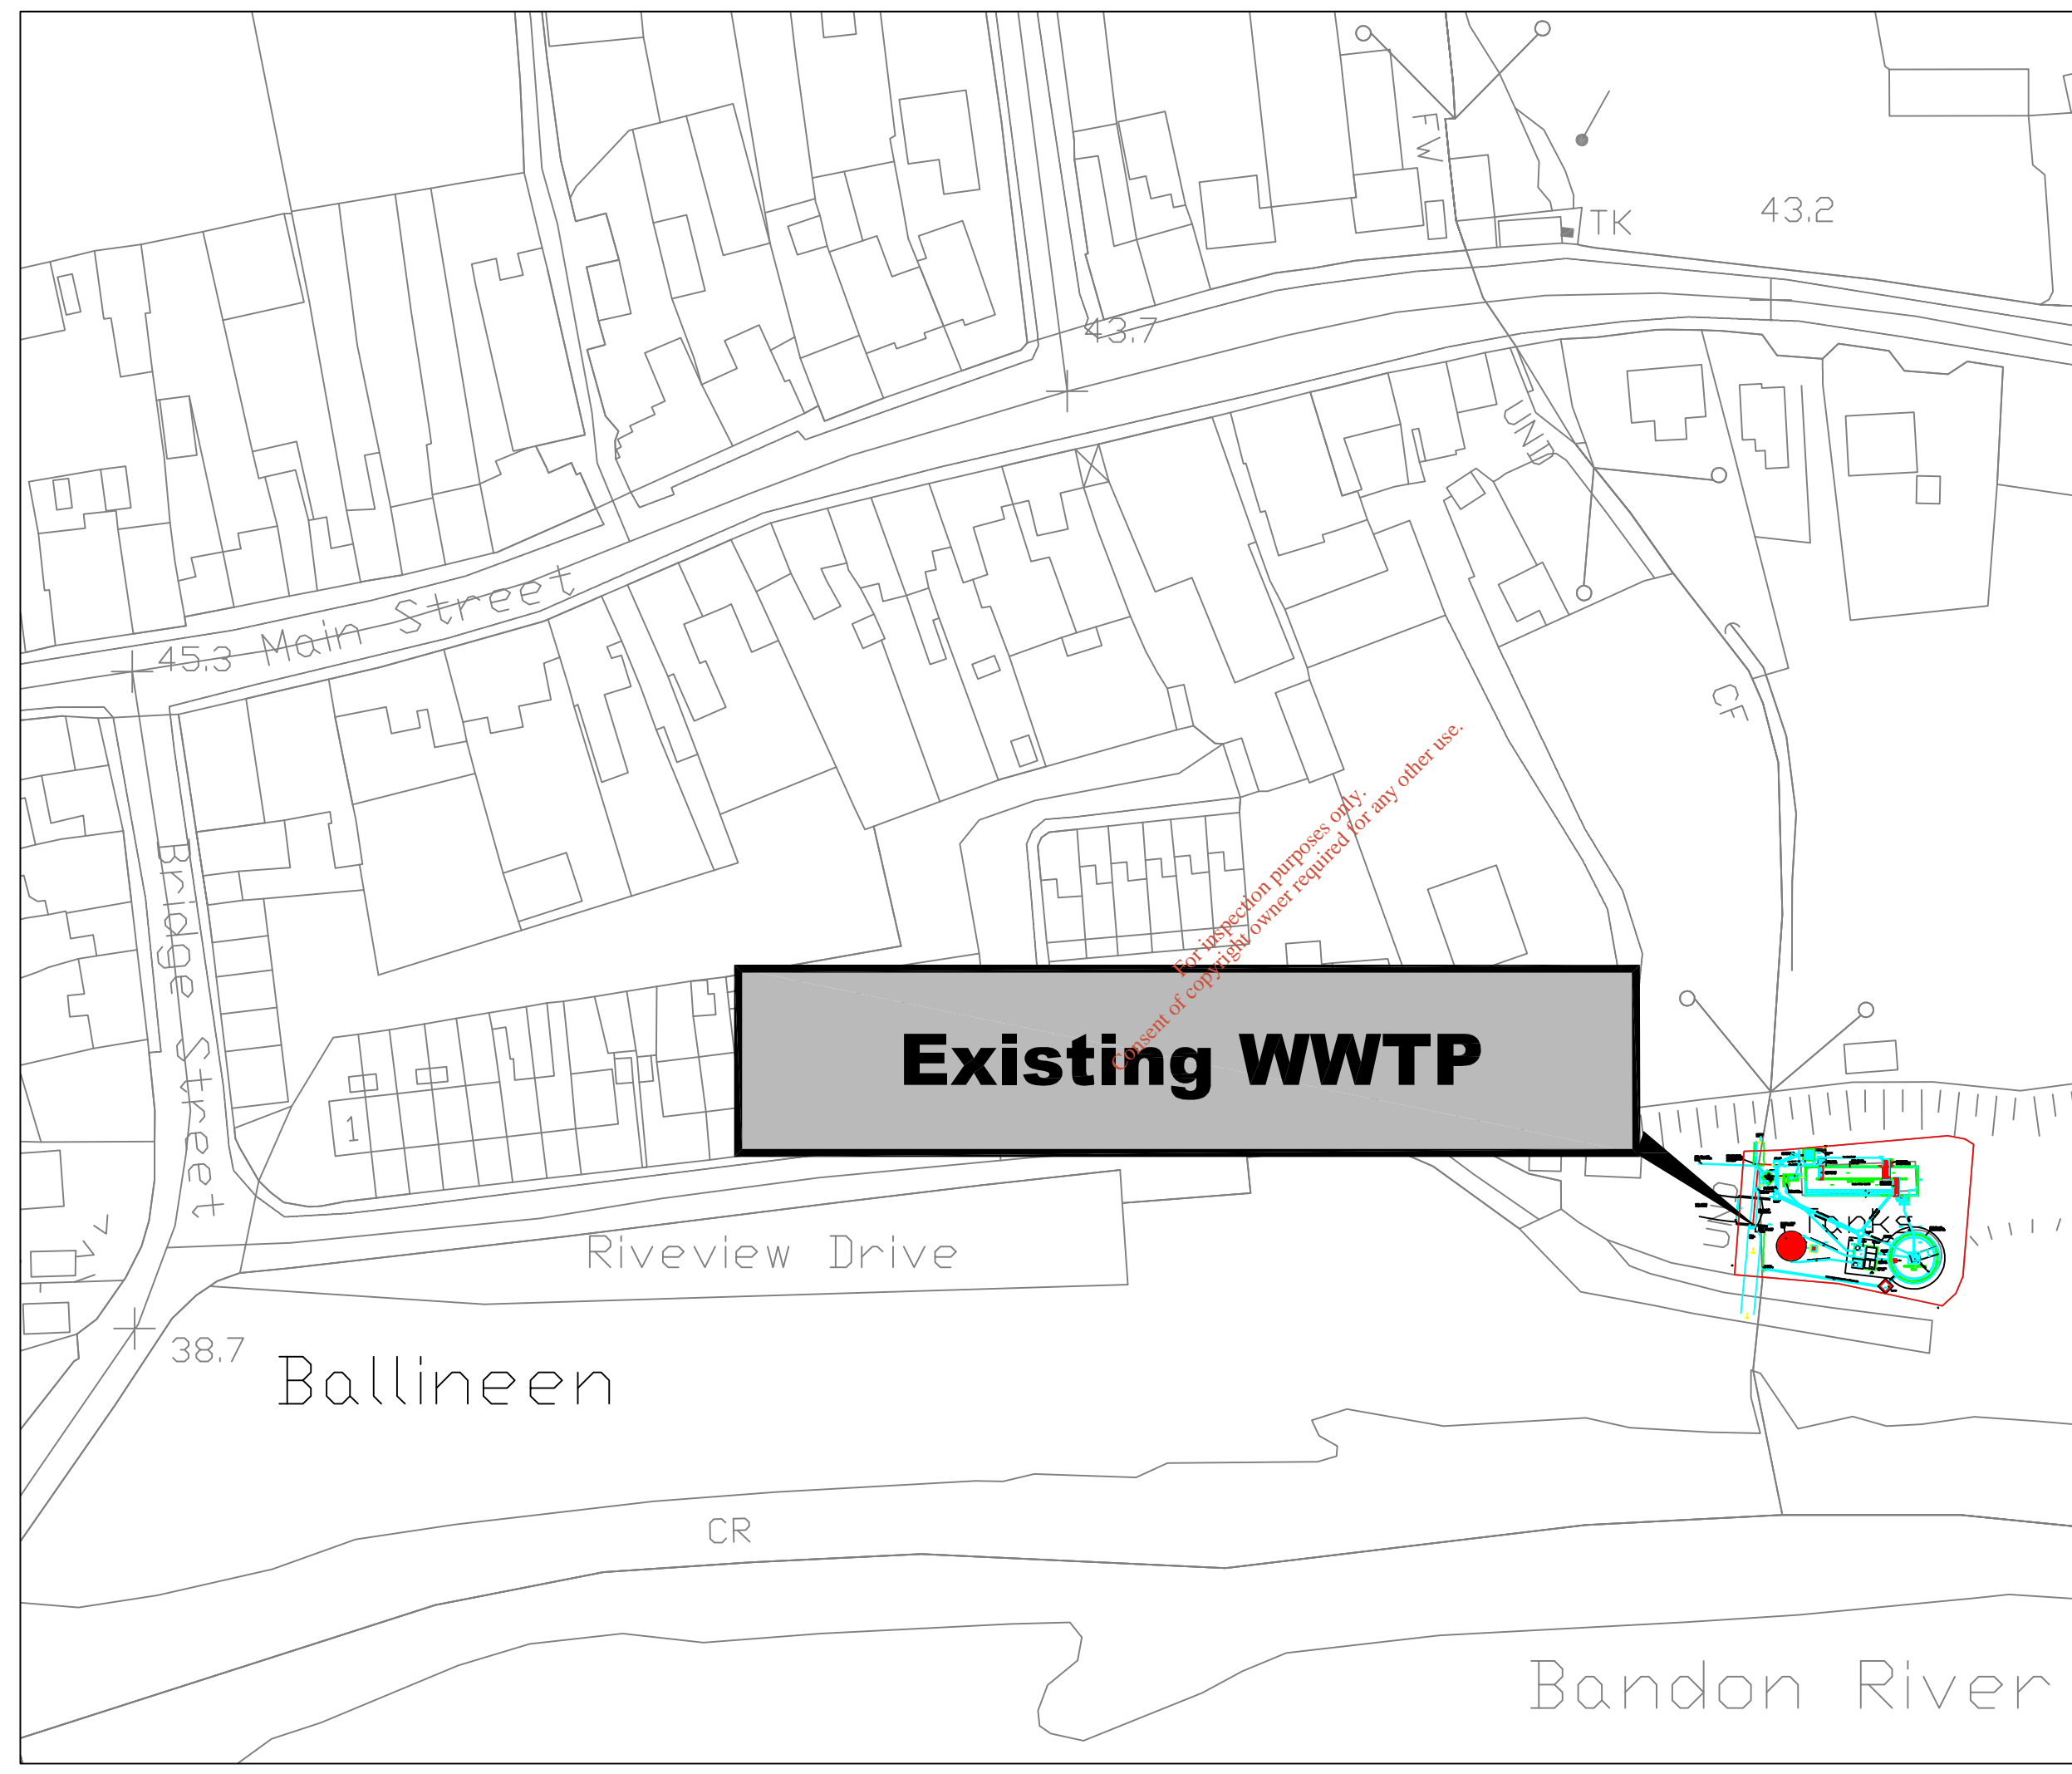 FW
TK
43.2
43.7
Und
Main Street
45.3
CF
Bridge Street
For inspection purposes only.
Consent of copyright owner required for any other use.
Existing WWTP
1
Und
Tanks
Riveview Drive
38.7
Ballineen
CR
Bandon River